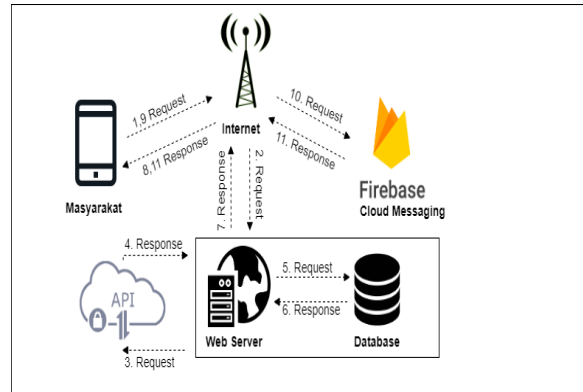 1,9 Request
10. Request
Internet
8,11 Response
11. Response
Masyarakat
Firebase
Cloud Messaging
7. Response
2. Request
4. Response
API
5. Request
6. Response
Web Server
Database
3. Request